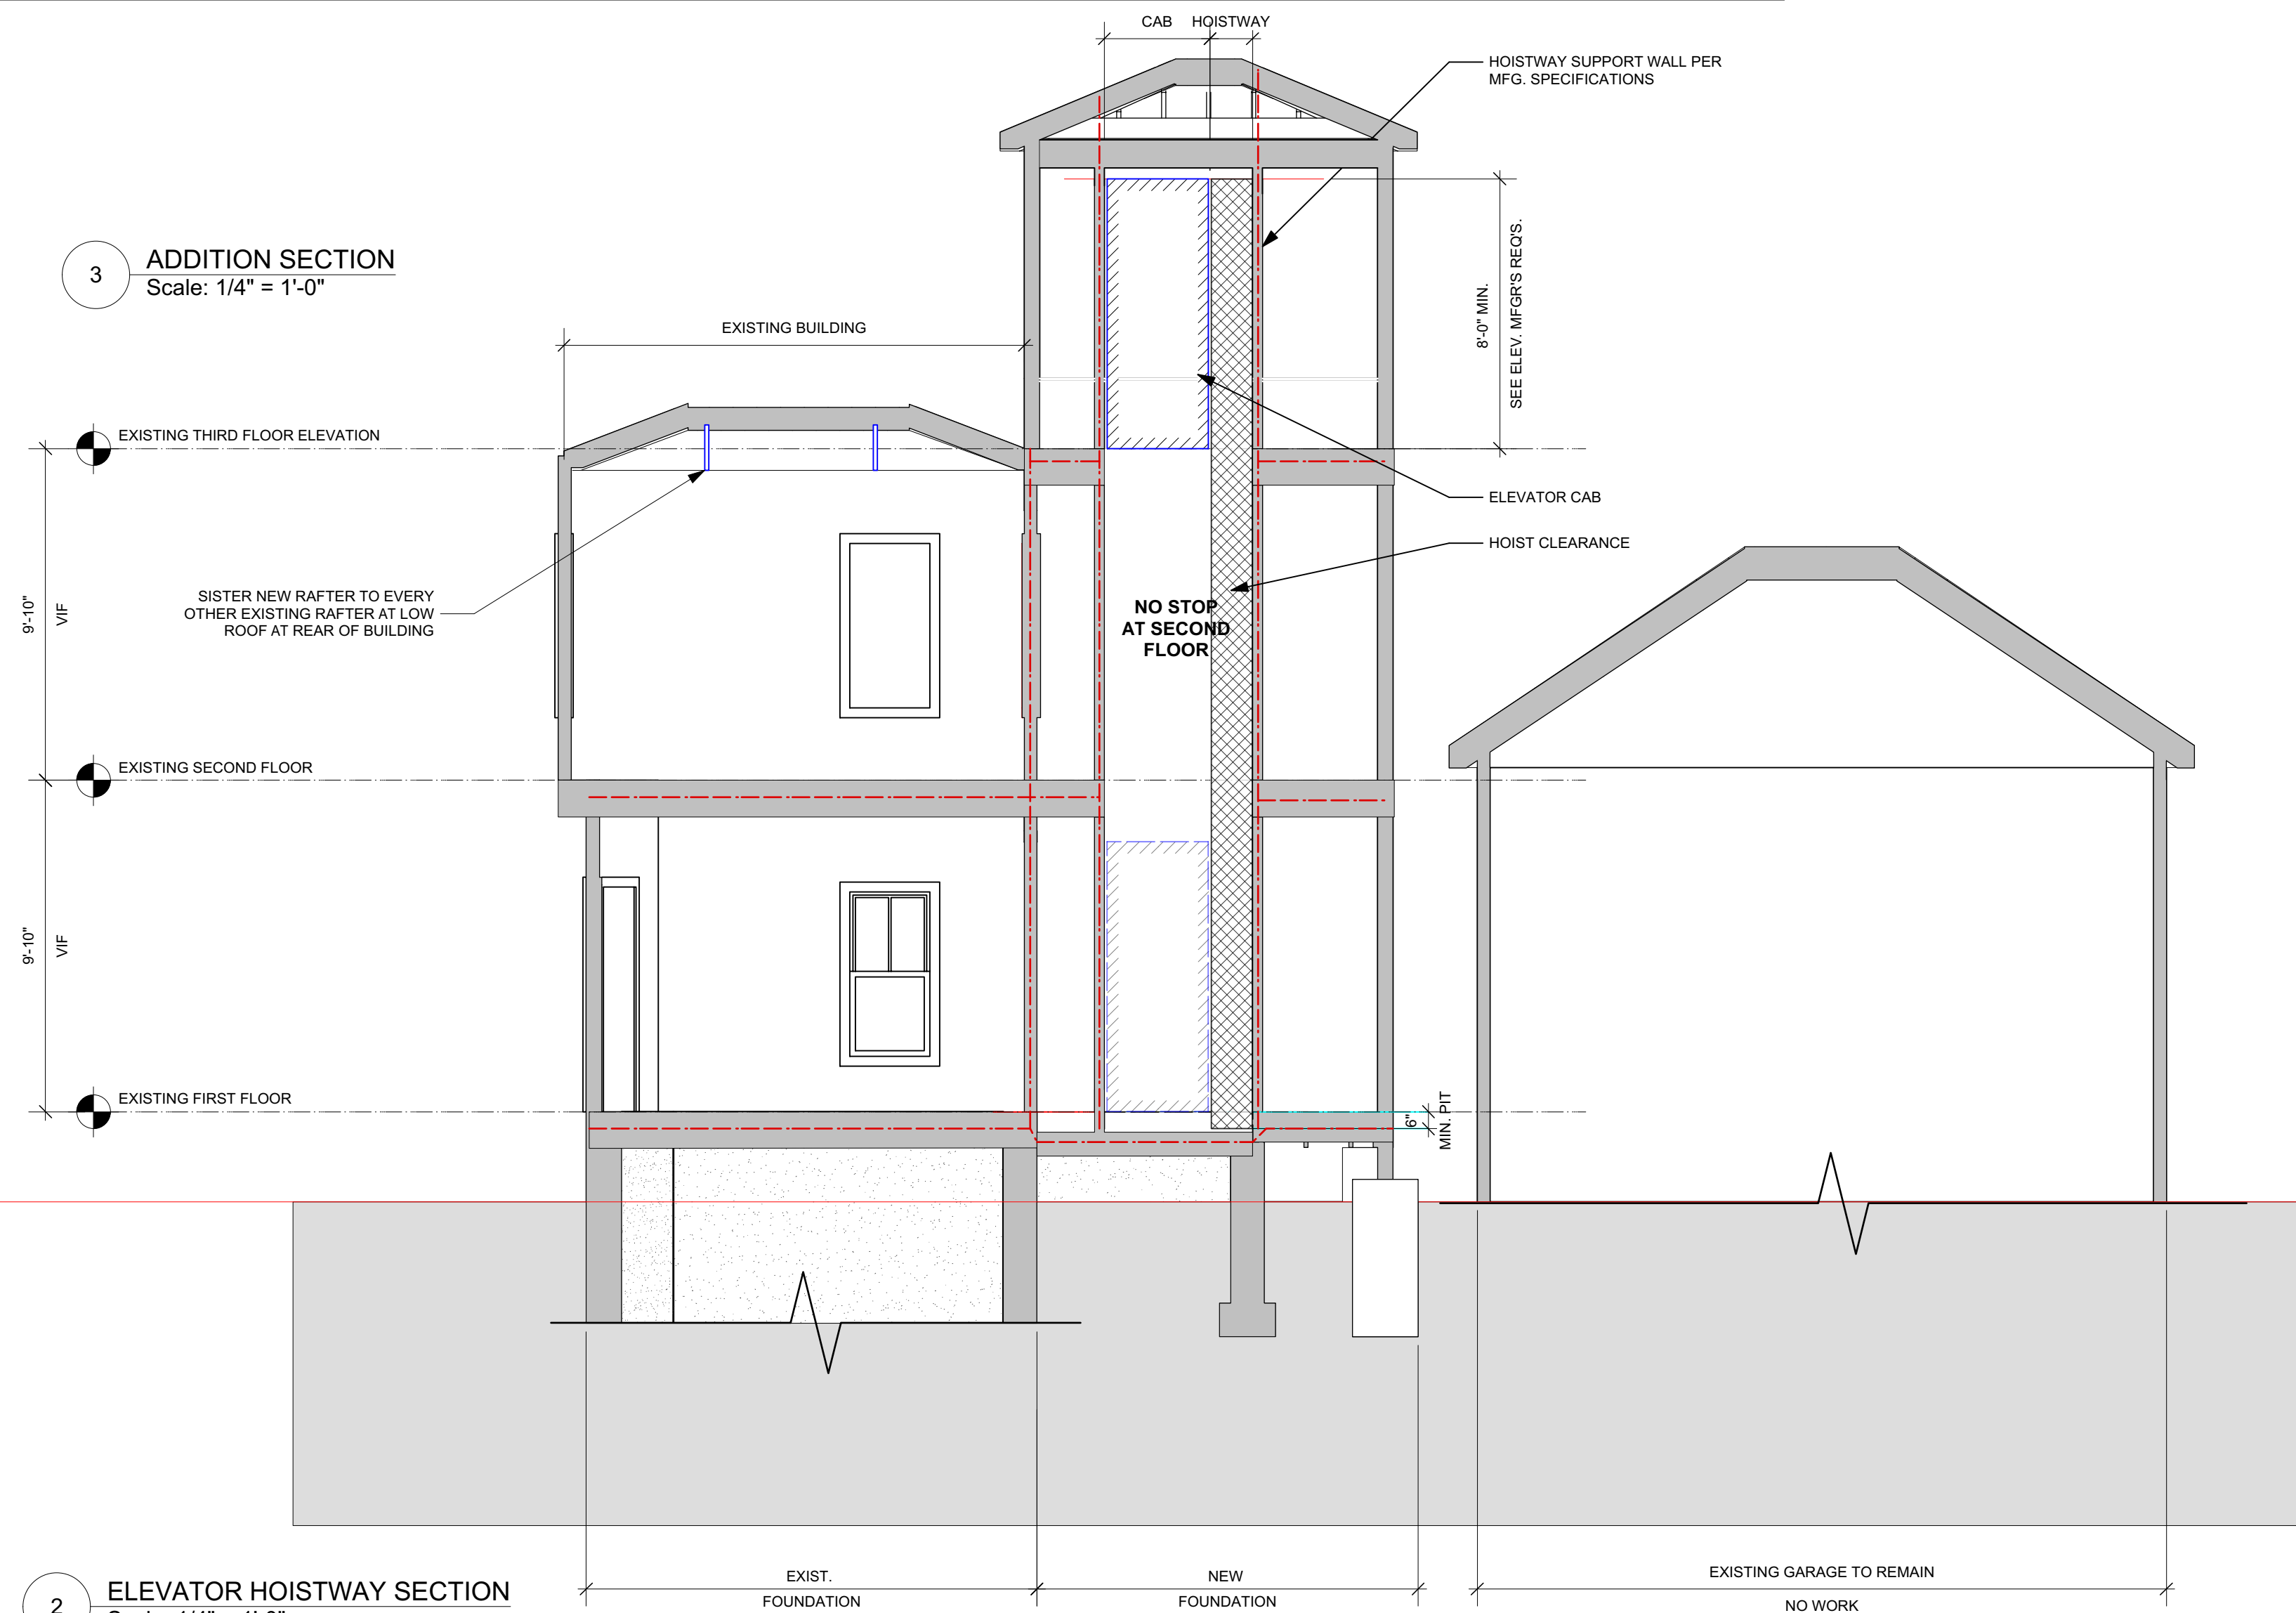 CAB HOISTWAY
HOISTWAY SUPPORT WALL PER
MFG. SPECIFICATIONS
3
ADDITION SECTION
Scale: 1/4" = 1'-0"
EXISTING BUILDING
8'-0" MIN.
SEE ELEV. MFGR'S REQ'S.
EXISTING THIRD FLOOR ELEVATION
ELEVATOR CAB
HOIST CLEARANCE
SISTER NEW RAFTER TO EVERY
OTHER EXISTING RAFTER AT LOW
ROOF AT REAR OF BUILDING
9'-10"
VIF
NO STOP
AT SECOND
FLOOR
EXISTING SECOND FLOOR
9'-10"
VIF
EXISTING FIRST FLOOR
6"
MIN. PIT
EXIST.
FOUNDATION
NEW
FOUNDATION
EXISTING GARAGE TO REMAIN
NO WORK
2
ELEVATOR HOISTWAY SECTION